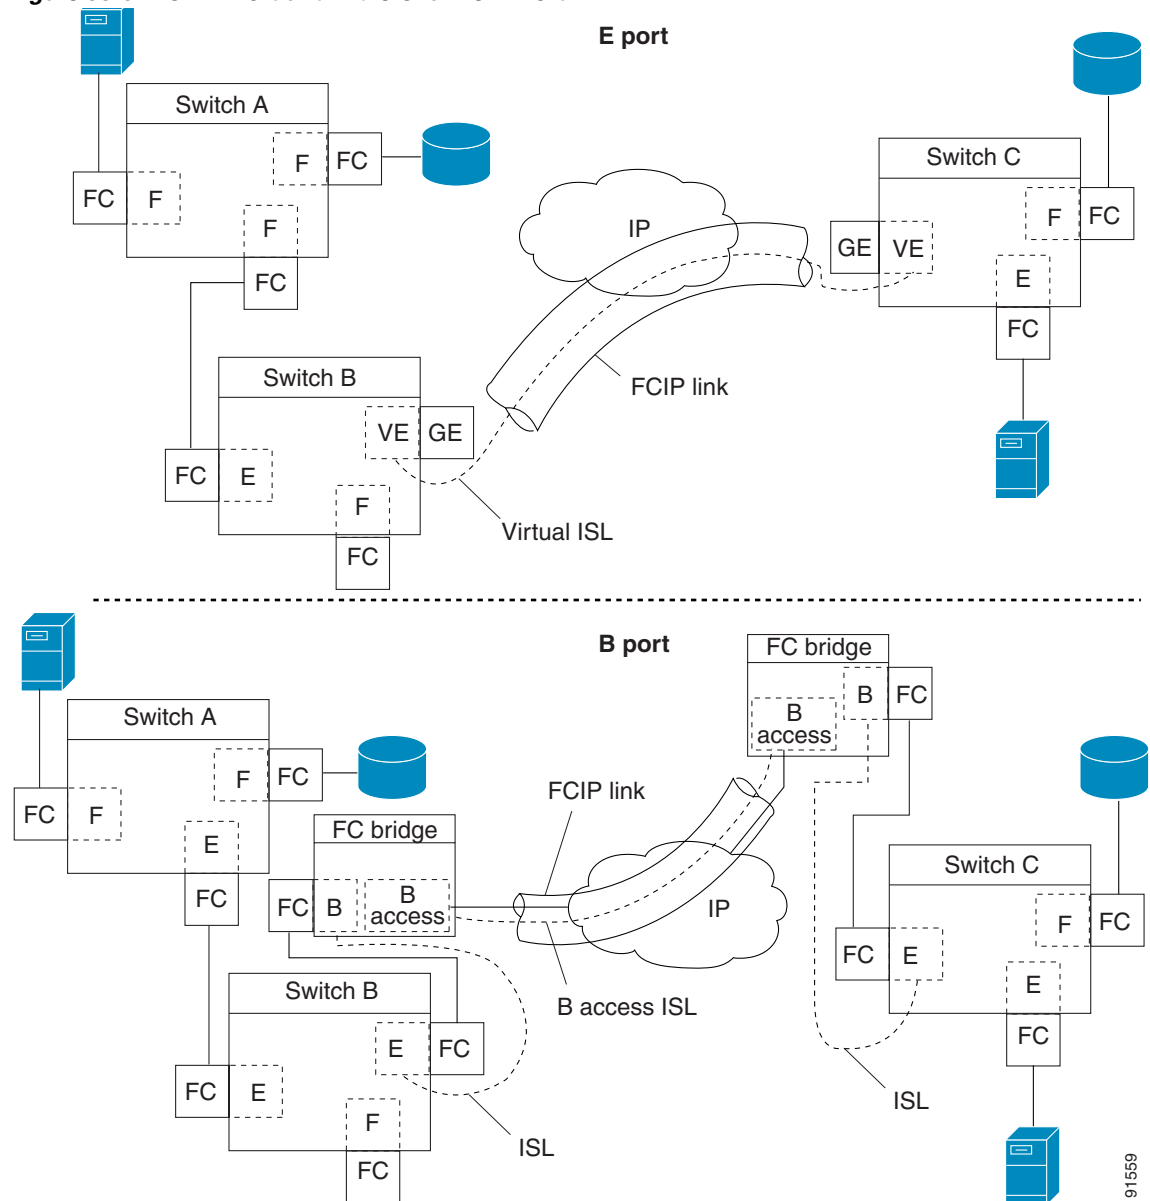 E port
Switch A
F
FC
FC
F
F
FC
Switch C
F
FC
IP
GE
VE
E
FC
FCIP link
Switch B
VE
GE
FC
E
F
FC
Virtual ISL
B port
FC bridge
B
FC
B
access
Switch A
F
FC
FC
F
E
FC
FCIP link
FC bridge
FC
B
B
access
IP
B access ISL
Switch C
F
FC
FC
E
E
FC
ISL
Switch B
E
FC
FC
E
F
FC
ISL
91559